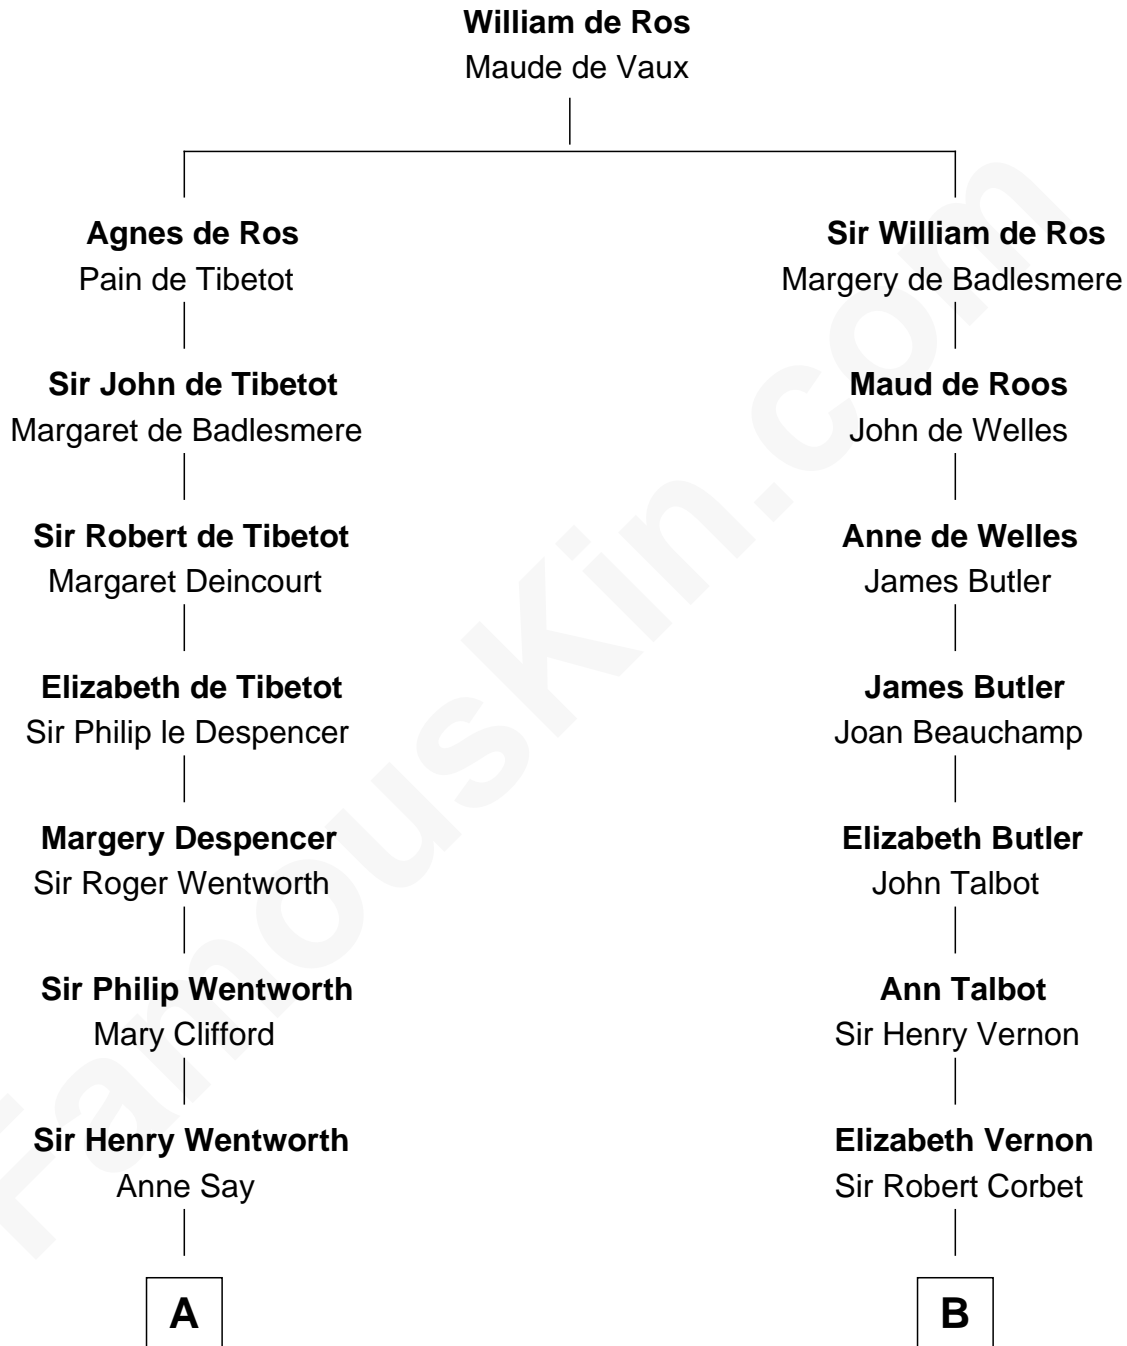 William de Ros
Maude de Vaux
Agnes de Ros
Pain de Tibetot
Sir William de Ros
Margery de Badlesmere
Sir John de Tibetot
Margaret de Badlesmere
Maud de Roos
John de Welles
Sir Robert de Tibetot
Margaret Deincourt
Anne de Welles
James Butler
Elizabeth de Tibetot
Sir Philip le Despencer
James Butler
Joan Beauchamp
Margery Despencer
Sir Roger Wentworth
Elizabeth Butler
John Talbot
Sir Philip Wentworth
Mary Clifford
Ann Talbot
Sir Henry Vernon
Sir Henry Wentworth
Anne Say
Elizabeth Vernon
Sir Robert Corbet
A
B
FamousKin.com